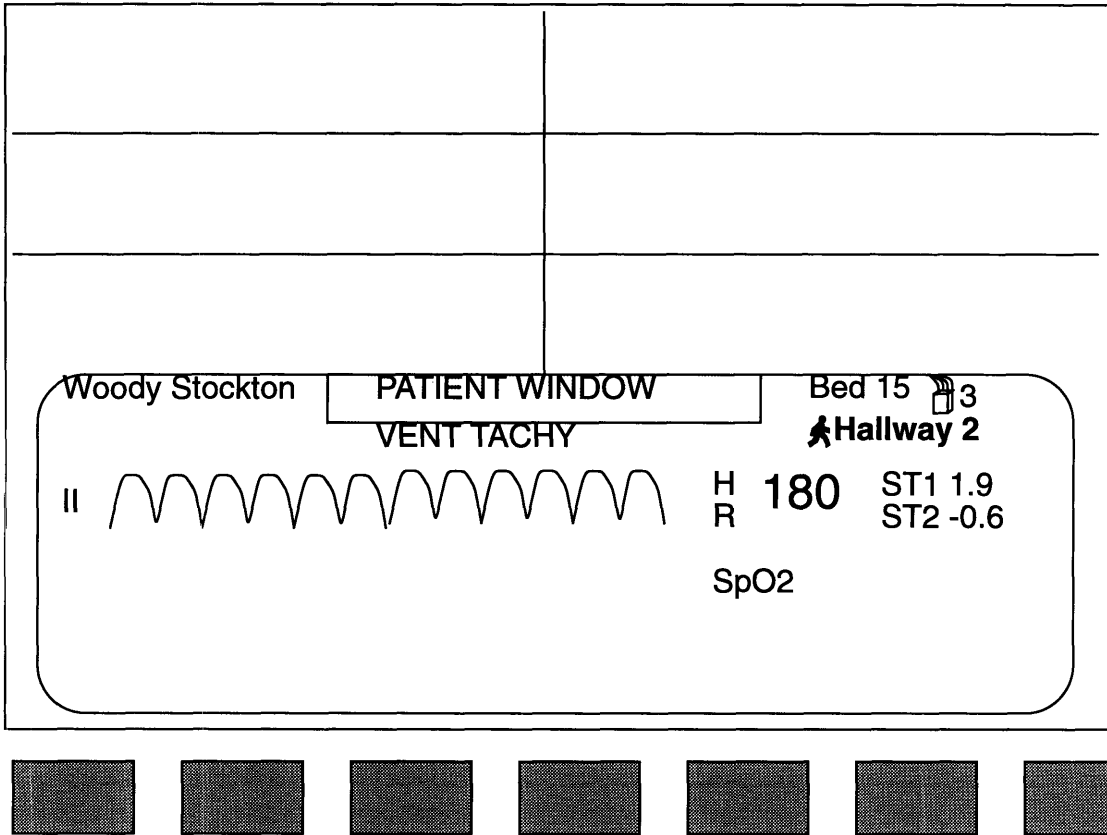 Woody Stockton PATIENT WINDOW Bed 15 3
VENT TACHY Hallway 2
II H 180 ST1 1.9
R ST2 -0.6
SpO2